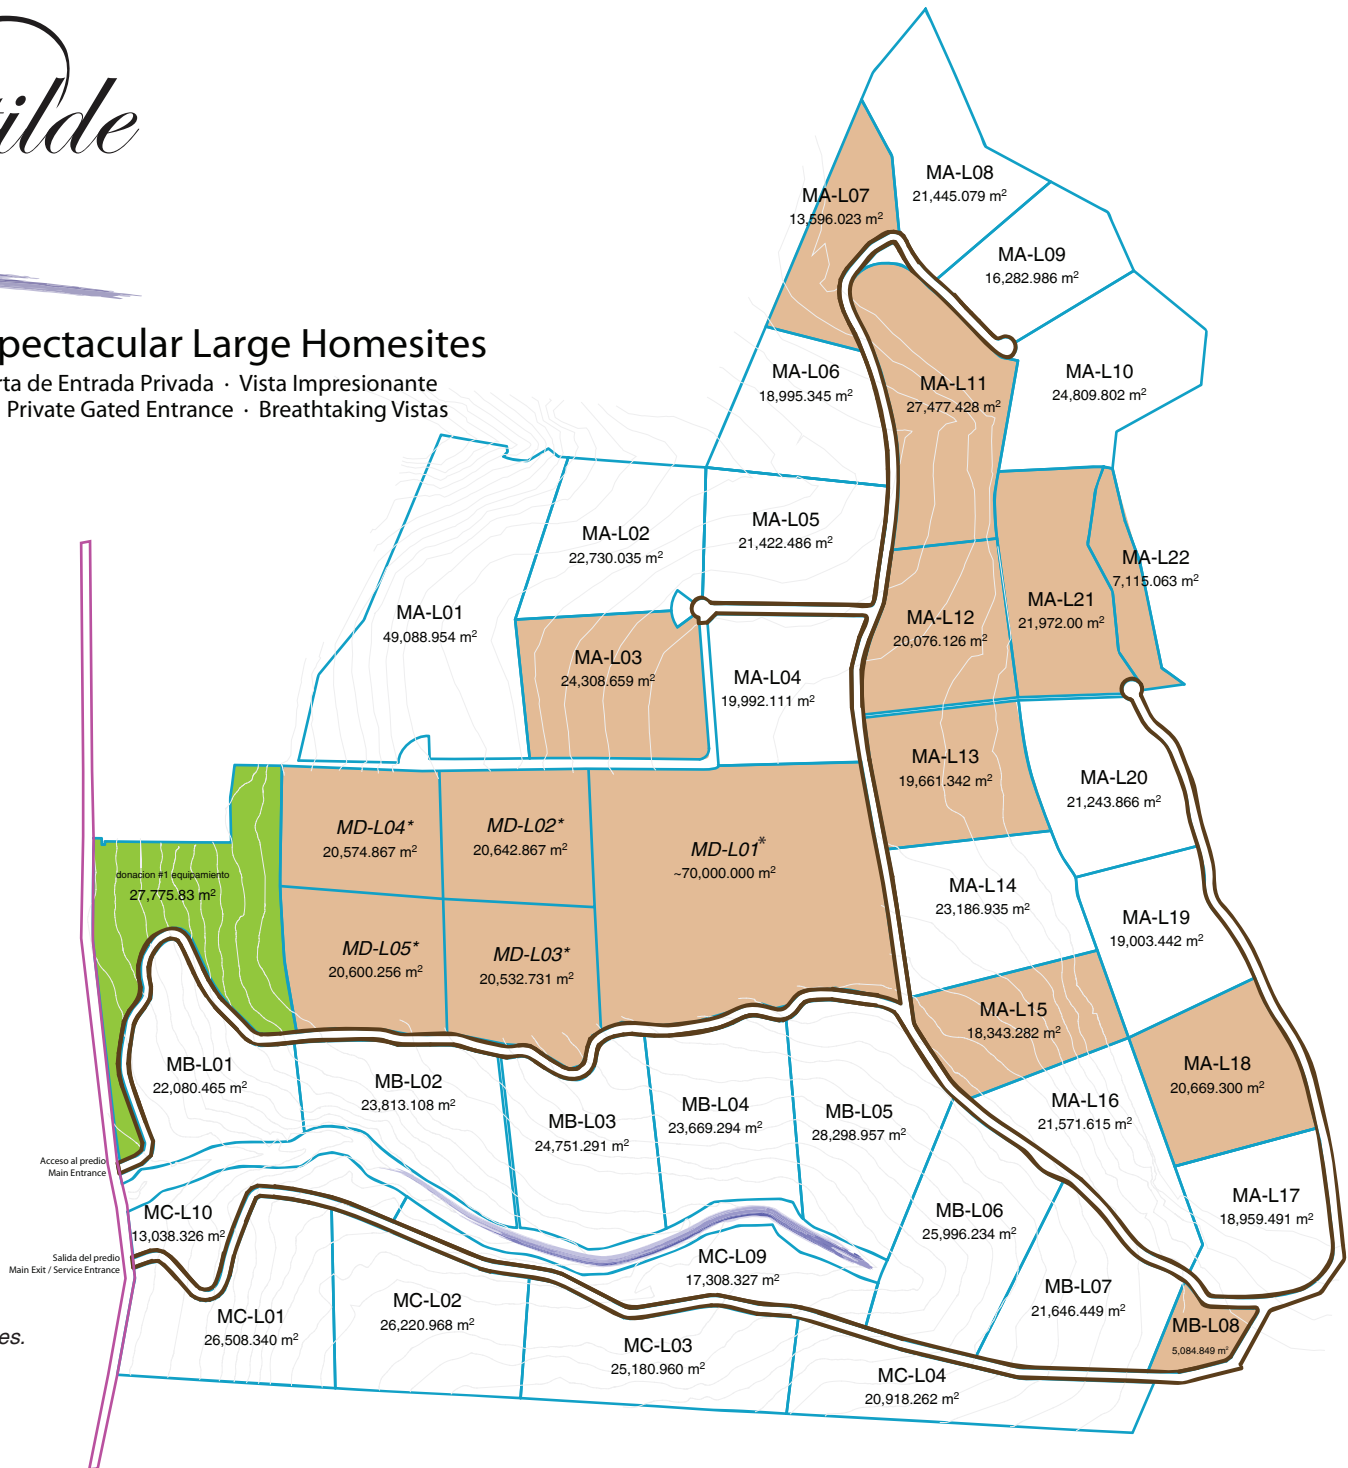 ilde
pectacular Large Homesites
rta de Entrada Privada · Vista Impresionante
Private Gated Entrance · Breathtaking Vistas
MA-L08
21,445.079 m²
MA-L07
13,596.023 m²
MA-L09
16,282.986 m²
MA-L06
18,995.345 m²
MA-L11
27,477.428 m²
MA-L10
24,809.802 m²
MA-L02
22,730.035 m²
MA-L05
21,422.486 m²
MA-L22
7,115.063 m²
MA-L01
49,088.954 m²
MA-L12
20,076.126 m²
MA-L21
21,972.00 m²
MA-L03
24,308.659 m²
MA-L04
19,992.111 m²
MA-L13
19,661.342 m²
MA-L20
21,243.866 m²
MD-L04*
20,574.867 m²
MD-L02*
20,642.867 m²
MD-L01*
~70,000.000 m²
donacion #1 equipamiento
27,775.83 m²
MA-L14
23,186.935 m²
MA-L19
19,003.442 m²
MD-L05*
20,600.256 m²
MD-L03*
20,532.731 m²
MA-L15
18,343.282 m²
MB-L01
22,080.465 m²
MB-L02
23,813.108 m²
MA-L18
20,669.300 m²
MB-L03
24,751.291 m²
MB-L04
23,669.294 m²
MB-L05
28,298.957 m²
MA-L16
21,571.615 m²
Acceso al predio
Main Entrance
MC-L10
13,038.326 m²
MB-L06
25,996.234 m²
MA-L17
18,959.491 m²
Salida del predio
Main Exit / Service Entrance
MC-L09
17,308.327 m²
MB-L07
21,646.449 m²
MC-L01
26,508.340 m²
MC-L02
26,220.968 m²
MB-L08
5,084.849 m²
es.
MC-L03
25,180.960 m²
MC-L04
20,918.262 m²